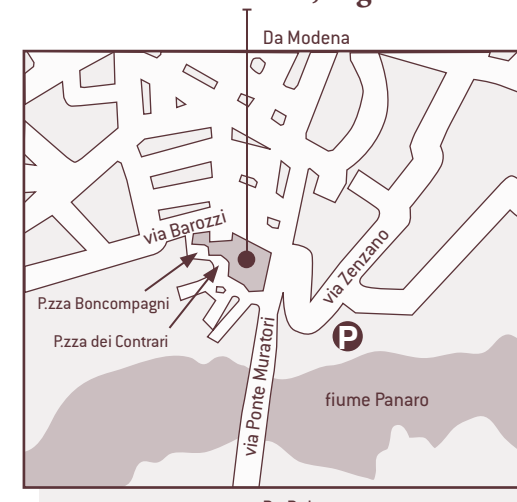 Da Modena
via Barozzi
via Zenzano
P.zza Boncompagni
P.zza dei Contrari
P
via Ponte Muratori
fiume Panaro